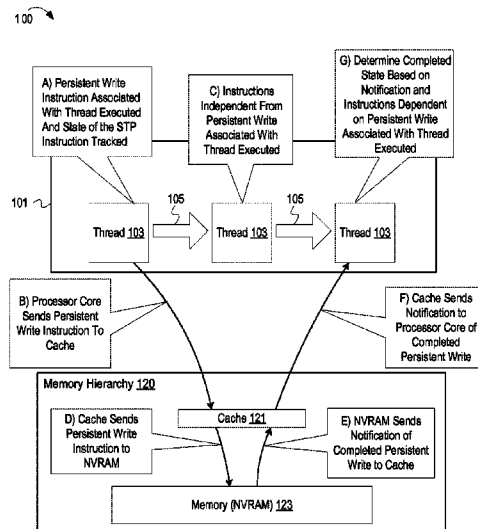 100
A) Persistent Write
Instruction Associated
With Thread Executed
And State of the STP
Instruction Tracked
C) Instructions
Independent From
Persistent Write
Associated With
Thread Executed
G) Determine Completed
State Based on
Notification and
Instructions Dependent
on Persistent Write
Associated With Thread
Executed
101
Thread 103
105
Thread 103
105
Thread 103
B) Processor Core
Sends Persistent
Write Instruction To
Cache
F) Cache Sends
Notification to
Processor Core of
Completed
Persistent Write
Memory Hierarchy 120
Cache 121
D) Cache Sends
Persistent Write
Instruction to
NVRAM
E) NVRAM Sends
Notification of
Completed Persistent
Write to Cache
Memory (NVRAM) 123